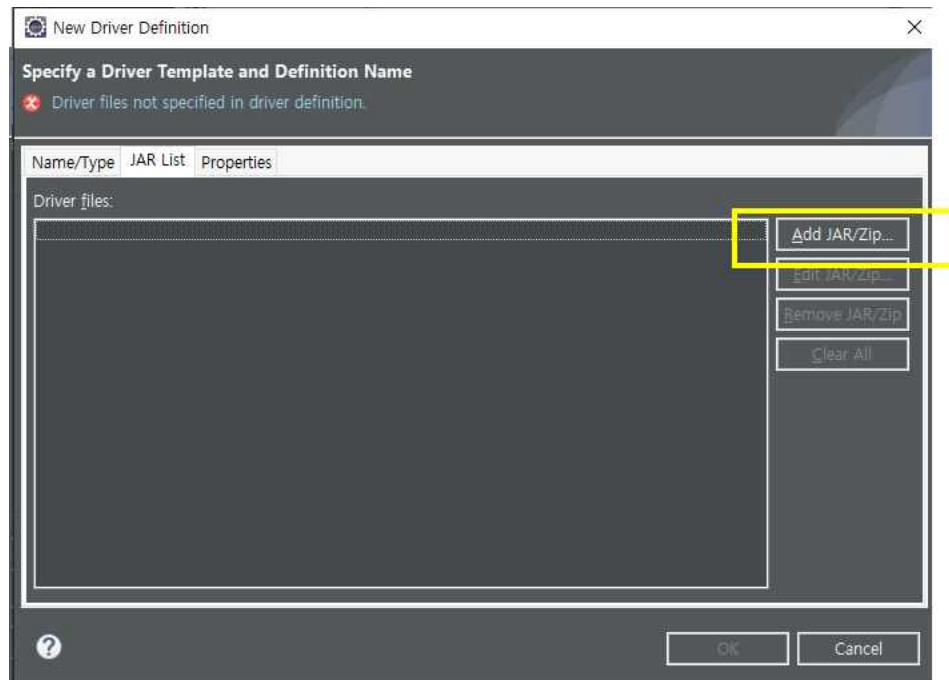 New Driver Definition
Specify a Driver Template and Definition Name
Driver files not specified in driver definition.
Name/Type JAR List Properties
Driver files:
Add JAR/Zip...
Edit JAR/Zip...
Remove JAR/Zip
Clear All
OK Cancel